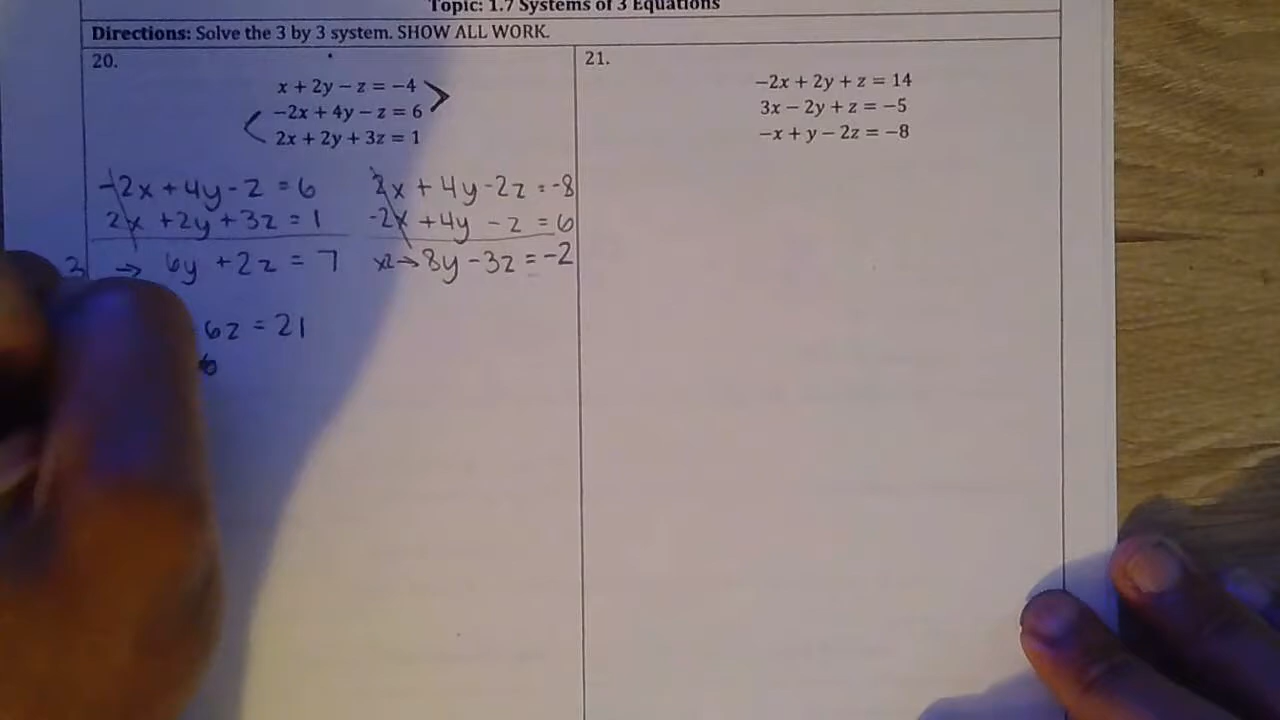 Topic: 1.7 Systems of 3 Equations
Directions: Solve the 3 by 3 system. SHOW ALL WORK.
20.
x + 2y − z = −4
−2x + 4y − z = 6
2x + 2y + 3z = 1
-2x + 4y - z = 6
2x + 2y + 3z = 1
3 → 6y + 2z = 7
2x + 4y - 2z = -8
-2x + 4y - z = 6
x2→ 8y - 3z = -2
6z = 21
6
21.
−2x + 2y + z = 14
3x − 2y + z = −5
−x + y − 2z = −8